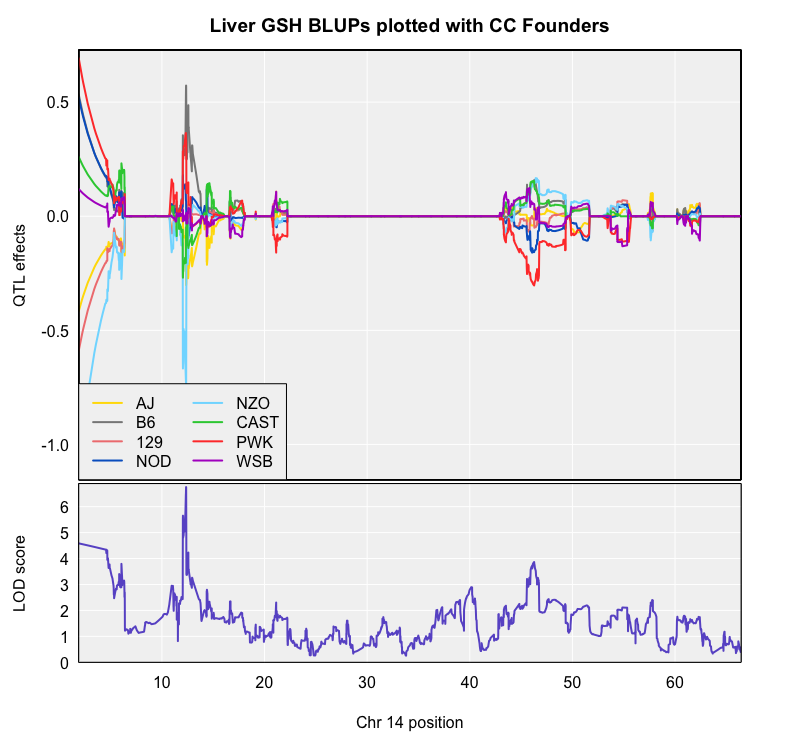 Liver GSH BLUPs plotted with CC Founders
QTL effects
0.5
0.0
-0.5
-1.0
AJ NZO
B6 CAST
129 PWK
NOD WSB
LOD score
6
5
4
3
2
1
0
10 20 30 40 50 60
Chr 14 position